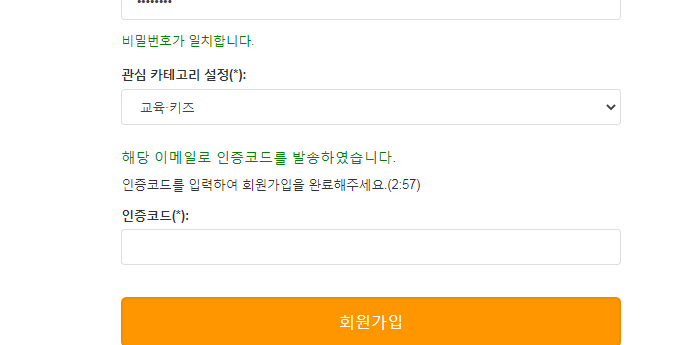 비밀번호가 일치합니다.
관심 카테고리 설정(*):
교육·키즈
해당 이메일로 인증코드를 발송하였습니다.
인증코드를 입력하여 회원가입을 완료해주세요.(2:57)
인증코드(*):
회원가입